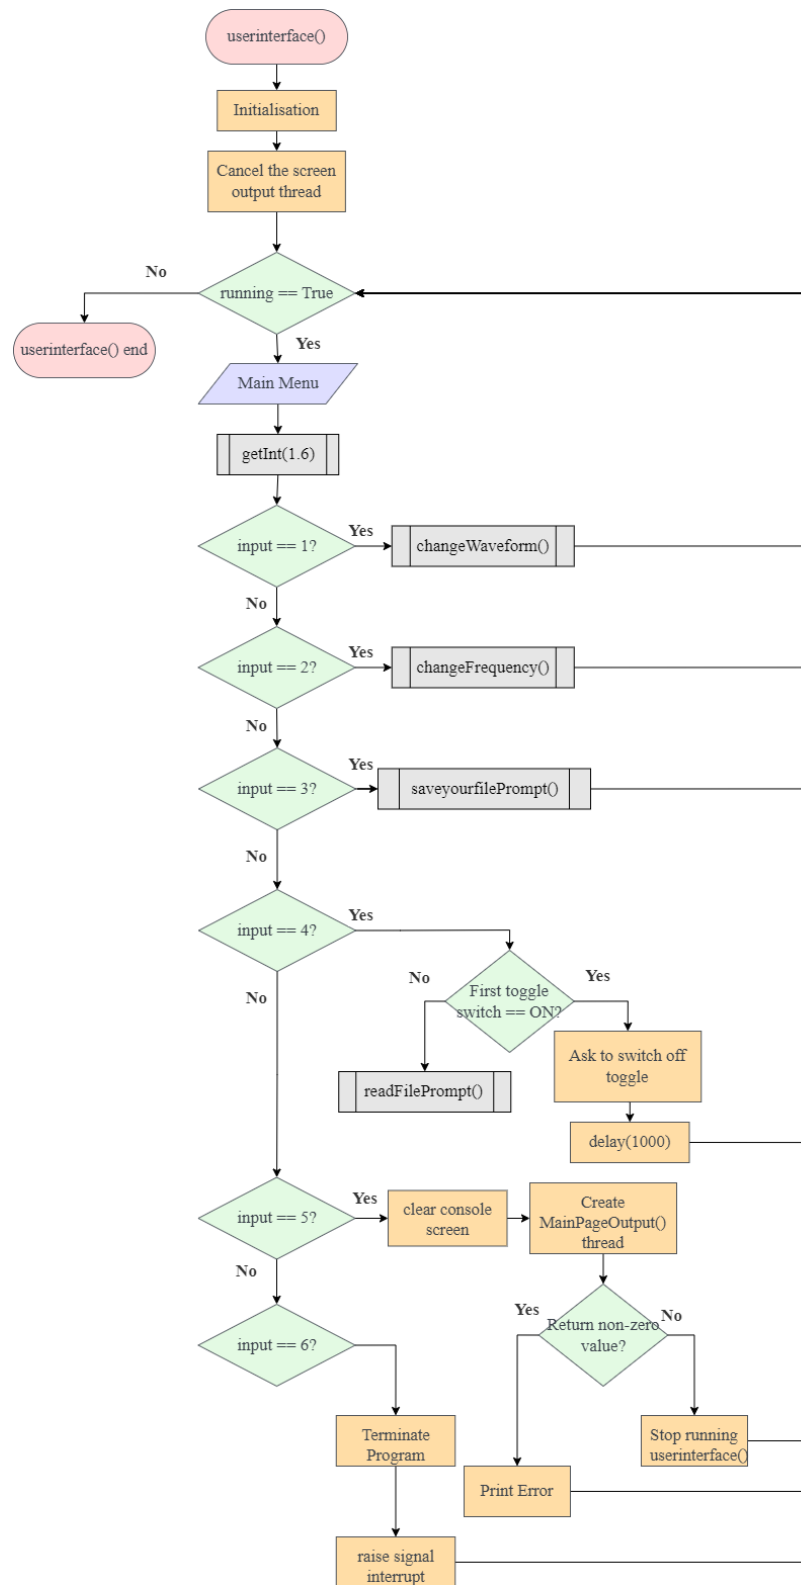 userinterface()
Initialisation
Cancel the screen
output thread
No
running == True
userinterface() end
Yes
Main Menu
getInt(1.6)
Yes
input == 1?
changeWaveform()
No
Yes
input == 2?
changeFrequency()
No
Yes
input == 3?
saveyourfilePrompt()
No
Yes
input == 4?
No
Yes
First toggle
switch == ON?
No
Ask to switch off
toggle
readFilePrompt()
delay(1000)
Yes
input == 5?
clear console
screen
Create
MainPageOutput()
thread
No
Yes
No
Return non-zero
value?
input == 6?
Terminate
Program
Stop running
userinterface()
Print Error
raise signal
interrupt